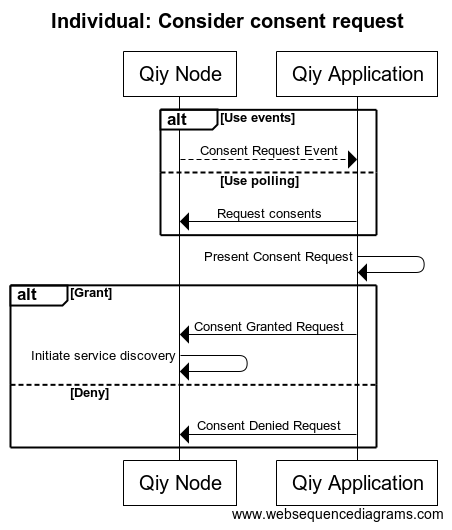 Individual: Consider consent request
Qiy Node
Qiy Application
alt
[Use events]
Consent Request Event
[Use polling]
Request consents
Present Consent Request
alt
[Grant]
Consent Granted Request
Initiate service discovery
[Deny]
Consent Denied Request
Qiy Node
Qiy Application
www.websequencediagrams.com